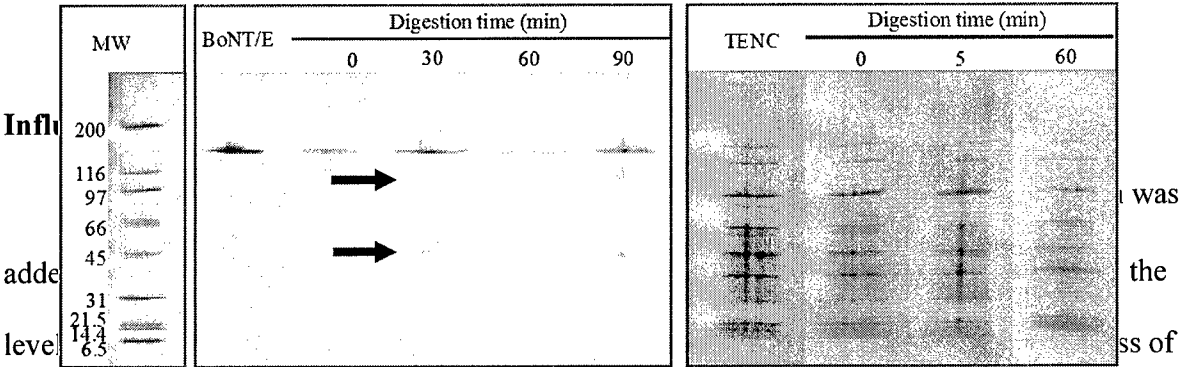 Digestion time (min) Digestion time (min)
MW BoNT/E TENC
0 30 60 90 0 5 60
200
116
97
was
66
45
the
31
21.5
14.4
6.5
of